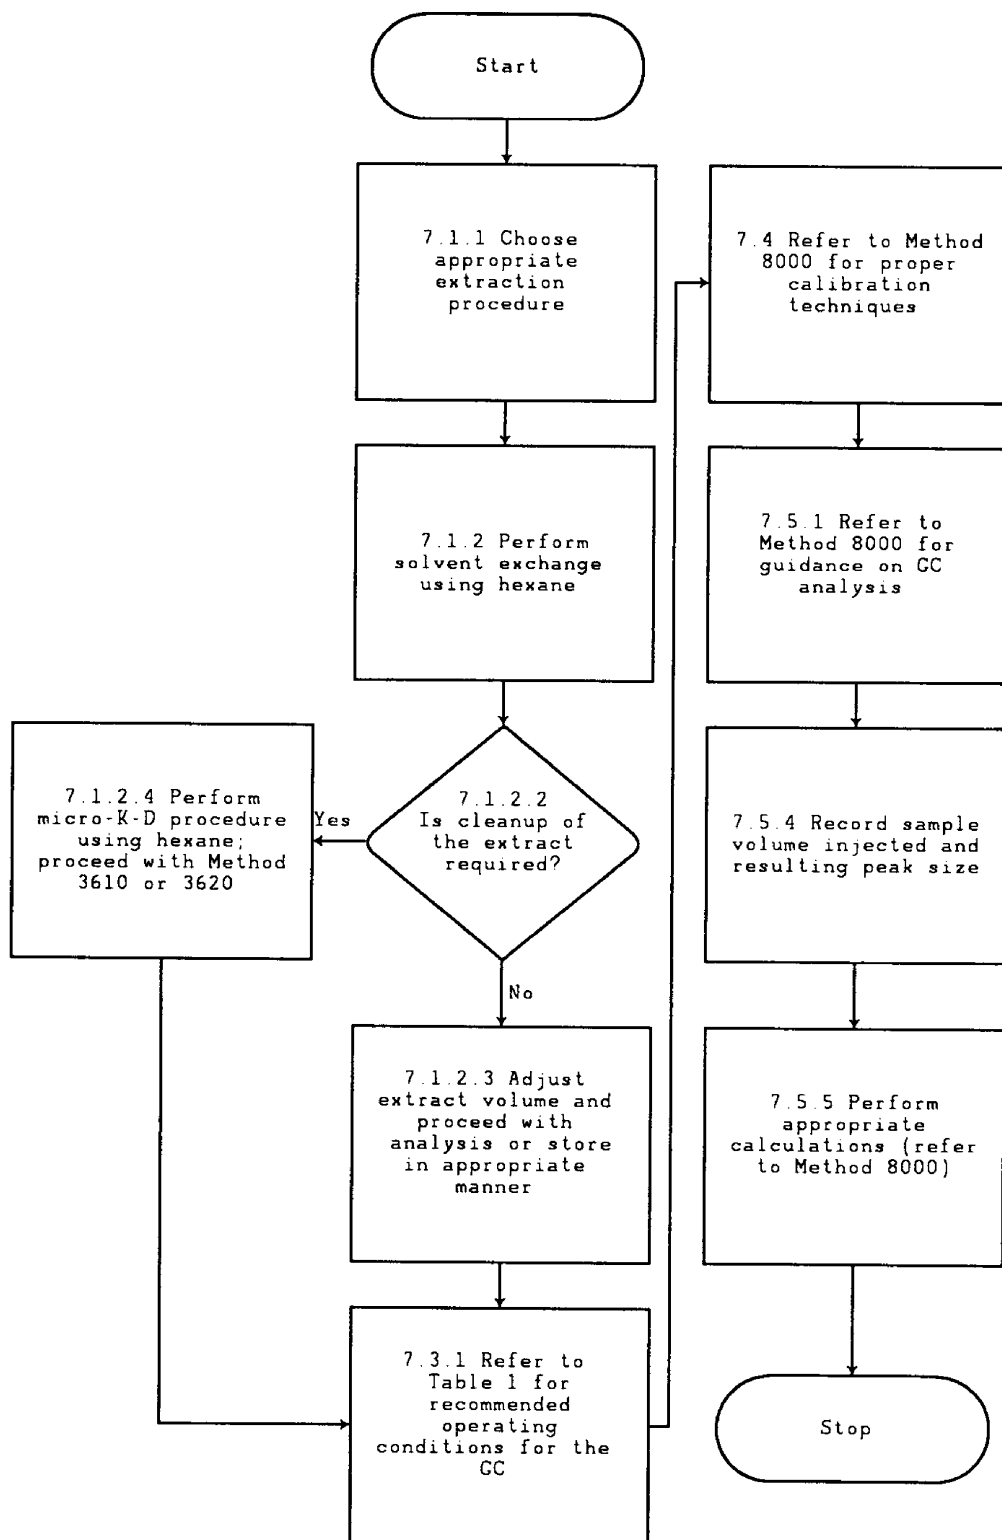 Start
7.1.1 Choose
appropriate
extraction
procedure
7.1.2 Perform
solvent exchange
using hexane
7.1.2.2
Is cleanup of
the extract
required?
Yes
7.1.2.4 Perform
micro-K-D procedure
using hexane;
proceed with Method
3610 or 3620
No
7.1.2.3 Adjust
extract volume and
proceed with
analysis or store
in appropriate
manner
7.3.1 Refer to
Table 1 for
recommended
operating
conditions for the
GC
7.4 Refer to Method
8000 for proper
calibration
techniques
7.5.1 Refer to
Method 8000 for
guidance on GC
analysis
7.5.4 Record sample
volume injected and
resulting peak size
7.5.5 Perform
appropriate
calculations (refer
to Method 8000)
Stop